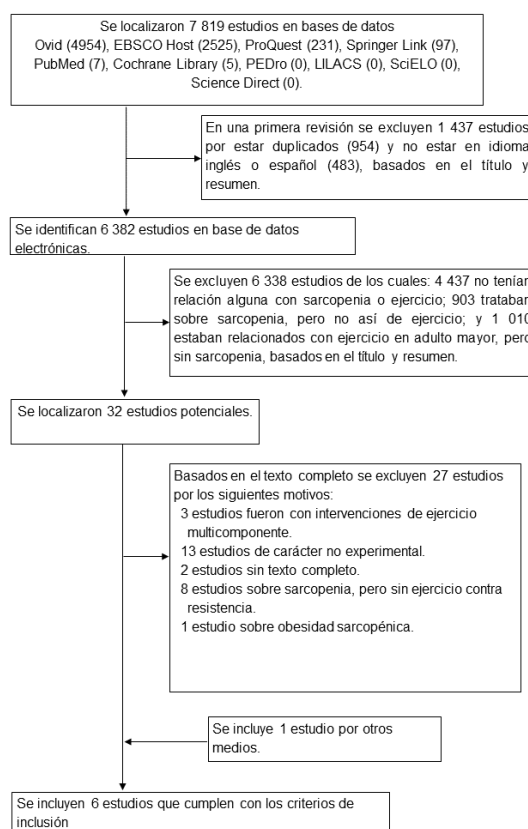 Se localizaron 7 819 estudios en bases de datos
Ovid (4954), EBSCO Host (2525), ProQuest (231), Springer Link (97),
PubMed (7), Cochrane Library (5), PEDro (0), LILACS (0), SciELO (0),
Science Direct (0).
En una primera revisión se excluyen 1 437 estudios
por estar duplicados (954) y no estar en idioma
inglés o español (483), basados en el título y
resumen.
Se identifican 6 382 estudios en base de datos
electrónicas.
Se excluyen 6 338 estudios de los cuales: 4 437 no tenían
relación alguna con sarcopenia o ejercicio; 903 trataban
sobre sarcopenia, pero no así de ejercicio; y 1 010
estaban relacionados con ejercicio en adulto mayor, pero
sin sarcopenia, basados en el título y resumen.
Se localizaron 32 estudios potenciales.
Basados en el texto completo se excluyen 27 estudios
por los siguientes motivos:
3 estudios fueron con intervenciones de ejercicio
multicomponente.
13 estudios de carácter no experimental.
2 estudios sin texto completo.
8 estudios sobre sarcopenia, pero sin ejercicio contra
resistencia.
1 estudio sobre obesidad sarcopénica.
Se incluye 1 estudio por otros
medios.
Se incluyen 6 estudios que cumplen con los criterios de
inclusión